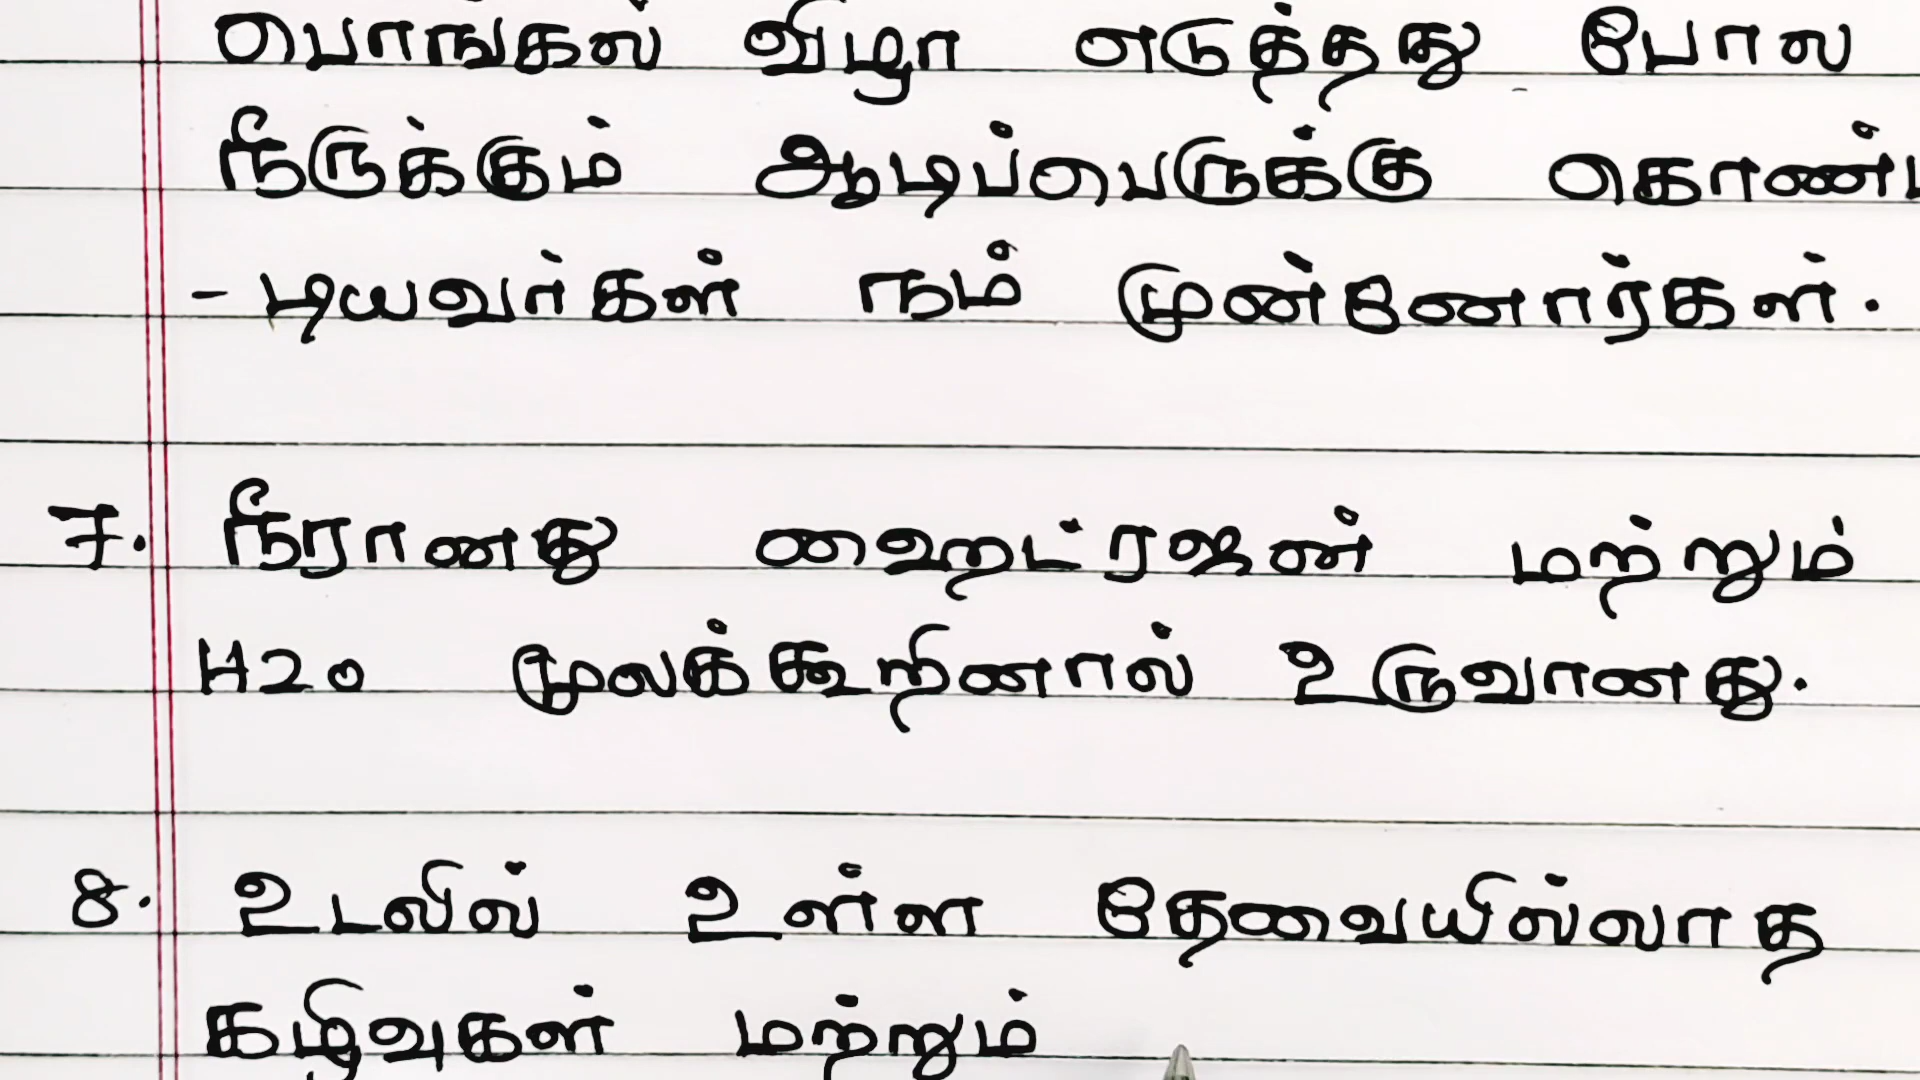 பொங்கல் விழா எடுத்தது போல
நீருக்கும் ஆடிப்பெருக்கு கொண்
- டியவர்கள் நம் முன்னோர்கள்.
7. நீரானது ஹைட்ரஜன் மற்றும்
H2o மூலக்கூறினால் உருவானது.
8. உடலில் உள்ள தேவையில்லாத
கழிவுகள் மற்றும்